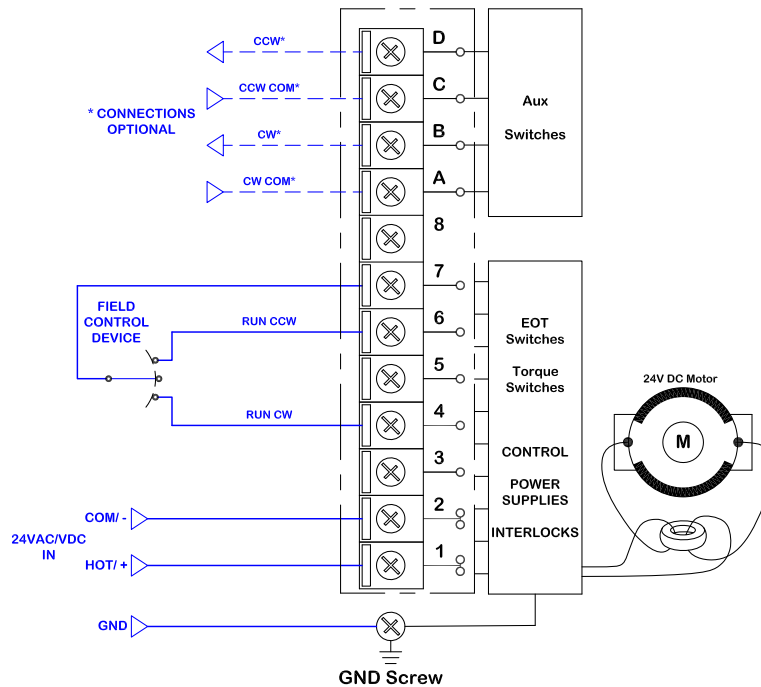 CCW*
D
CCW COM*
C
* CONNECTIONS
OPTIONAL
CW*
B
CW COM*
A
Aux
Switches
8
7
FIELD
CONTROL
DEVICE
RUN CCW
6
5
RUN CW
4
3
COM/ -
2
24VAC/VDC
IN
HOT/ +
1
EOT
Switches
Torque
Switches
CONTROL
POWER
SUPPLIES
INTERLOCKS
24V DC Motor
M
GND
GND Screw